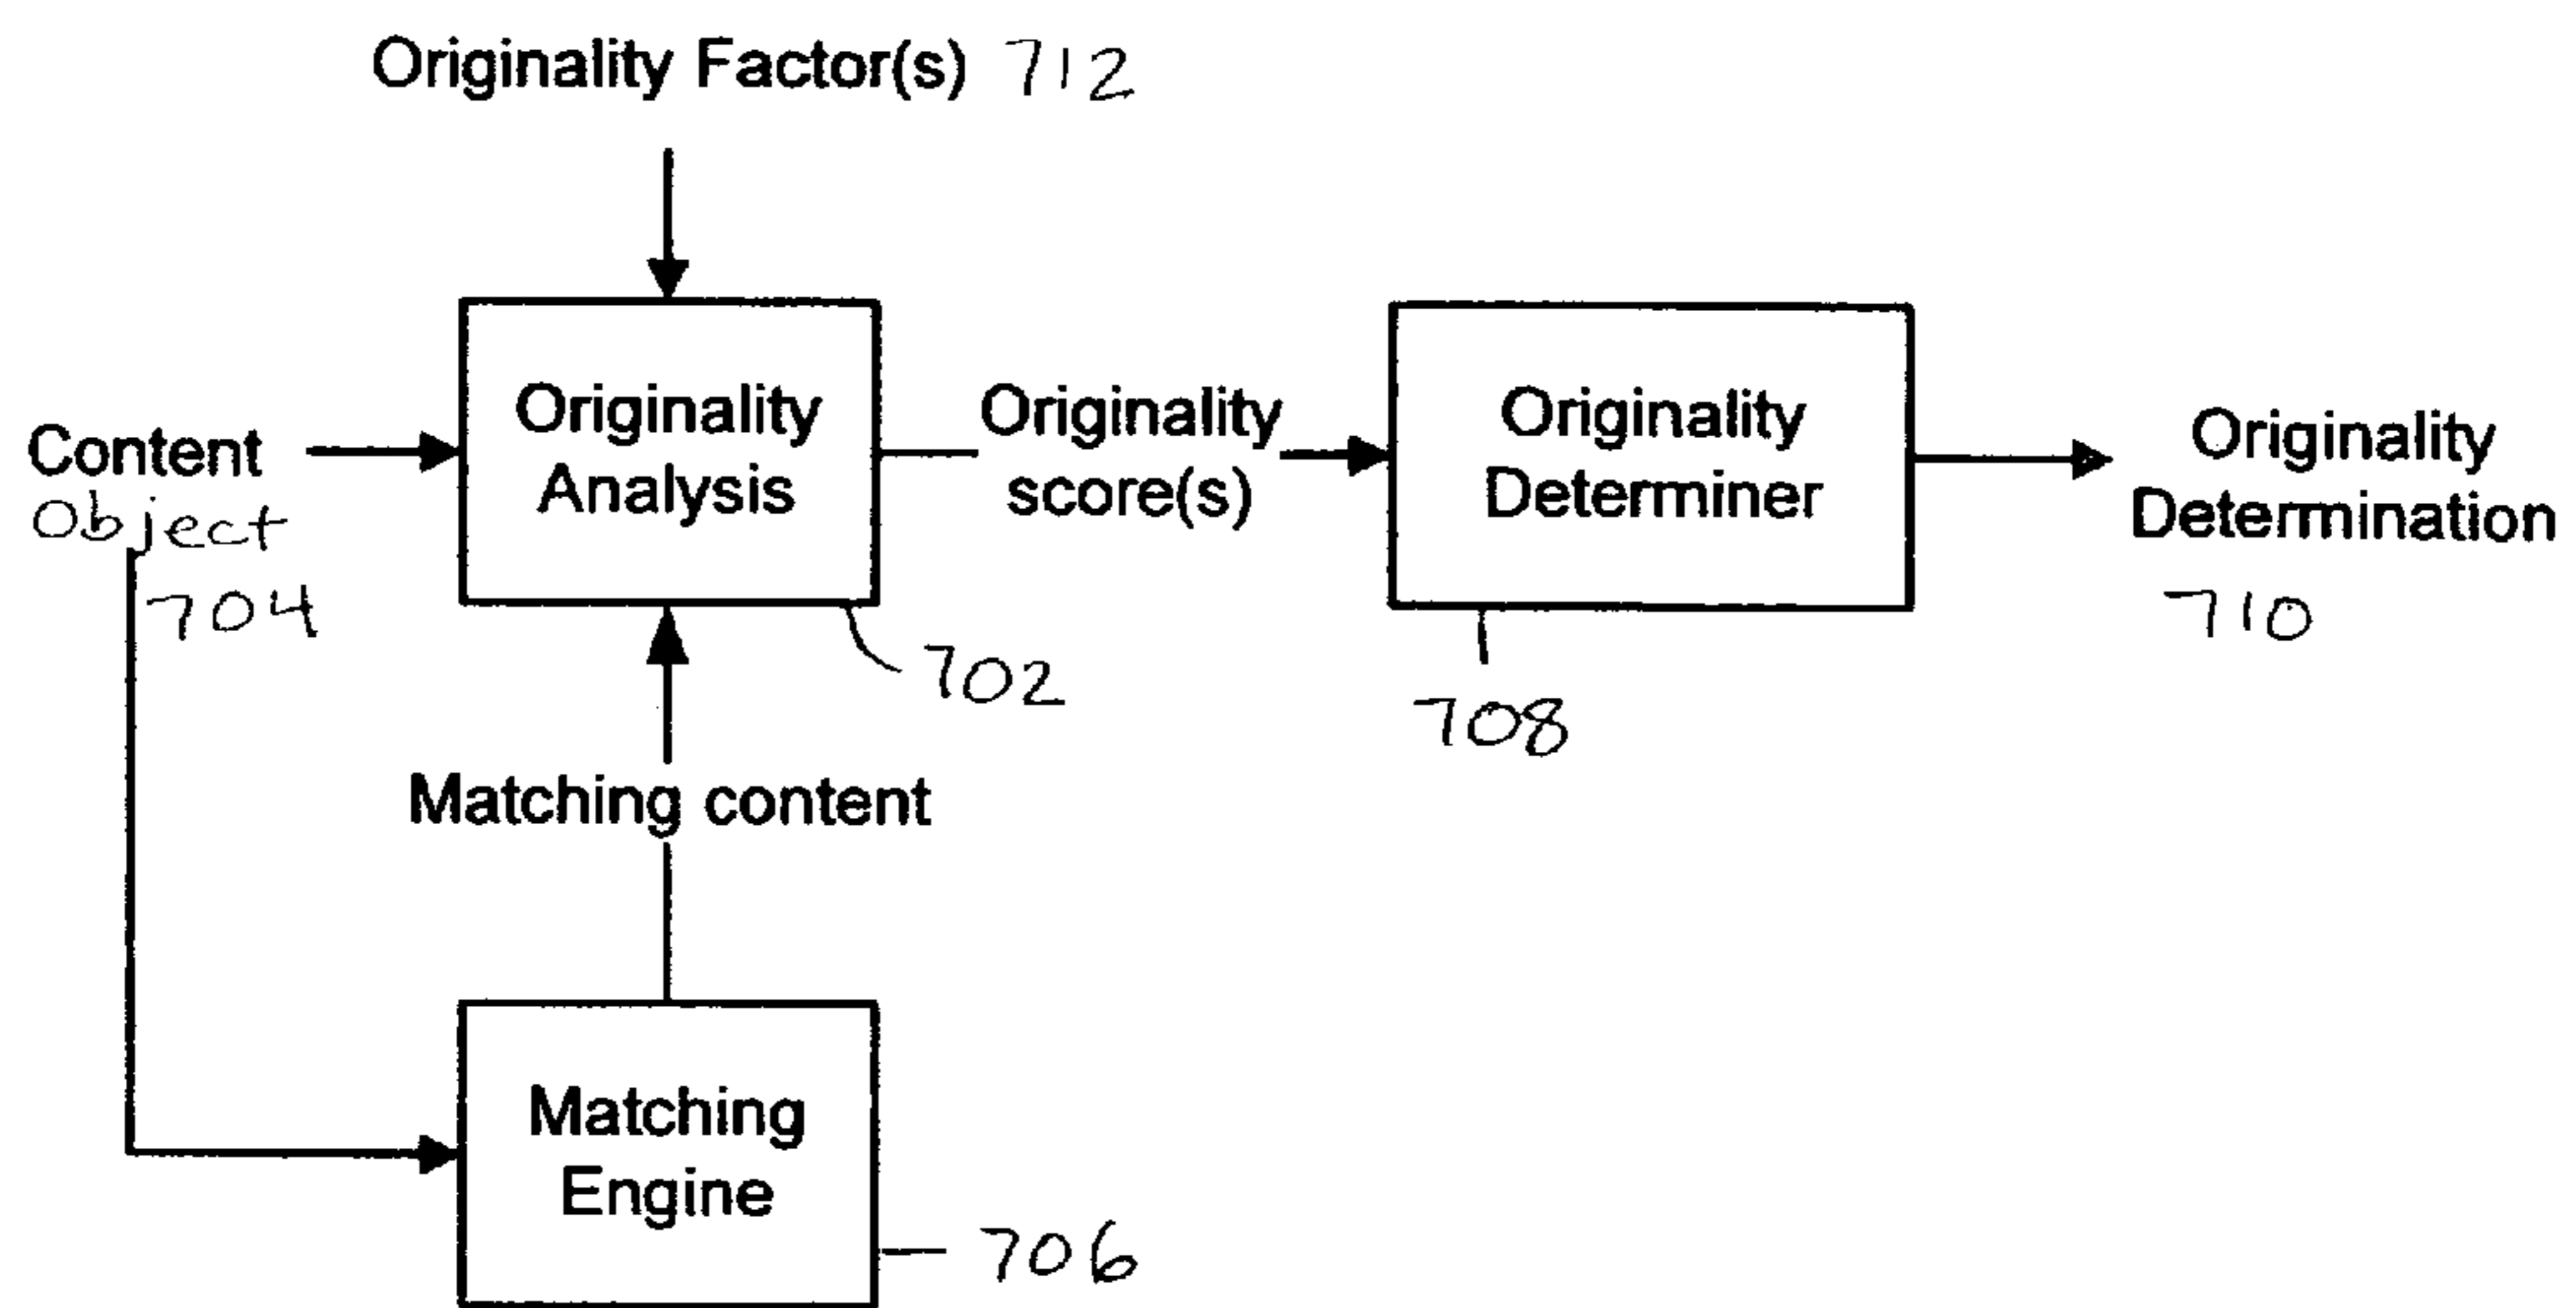 Originality Factor(s) 712
Content
Object
704
Originality
Analysis
702
Originality
score(s)
Originality
Determiner
708
Originality
Determination
710
Matching content
Matching
Engine
706